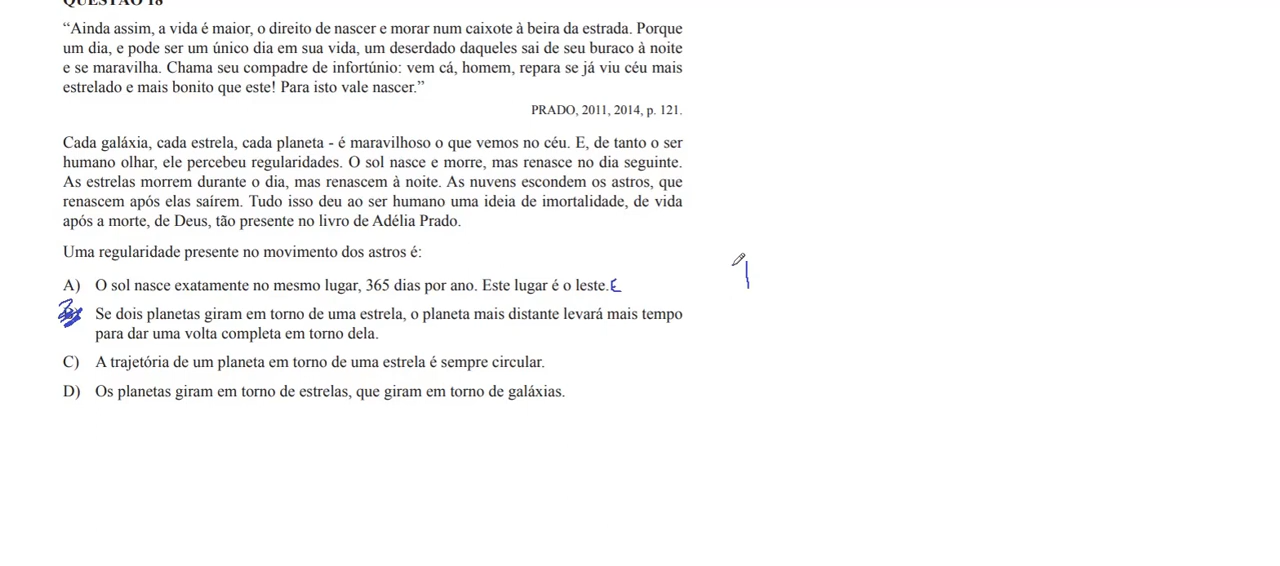 QUESTÃO 18
“Ainda assim, a vida é maior, o direito de nascer e morar num caixote à beira da estrada. Porque
um dia, e pode ser um único dia em sua vida, um deserdado daqueles sai de seu buraco à noite
e se maravilha. Chama seu compadre de infortúnio: vem cá, homem, repara se já viu céu mais
estrelado e mais bonito que este! Para isto vale nascer.”
PRADO, 2011, 2014, p. 121.
Cada galáxia, cada estrela, cada planeta - é maravilhoso o que vemos no céu. E, de tanto o ser
humano olhar, ele percebeu regularidades. O sol nasce e morre, mas renasce no dia seguinte.
As estrelas morrem durante o dia, mas renascem à noite. As nuvens escondem os astros, que
renascem após elas saírem. Tudo isso deu ao ser humano uma ideia de imortalidade, de vida
após a morte, de Deus, tão presente no livro de Adélia Prado.
Uma regularidade presente no movimento dos astros é:
A) O sol nasce exatamente no mesmo lugar, 365 dias por ano. Este lugar é o leste. E
Se dois planetas giram em torno de uma estrela, o planeta mais distante levará mais tempo
para dar uma volta completa em torno dela.
C) A trajetória de um planeta em torno de uma estrela é sempre circular.
D) Os planetas giram em torno de estrelas, que giram em torno de galáxias.